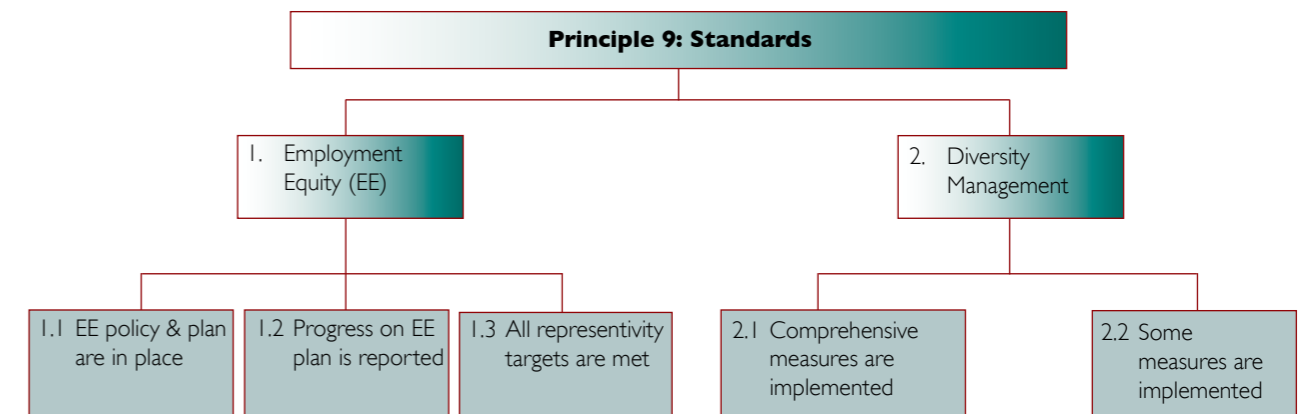 Principle 9: Standards
1. Employment
Equity (EE)
2. Diversity
Management
1.1 EE policy & plan
are in place
1.2 Progress on EE
plan is reported
1.3 All representivity
targets are met
2.1 Comprehensive
measures are
implemented
2.2 Some
measures are
implemented